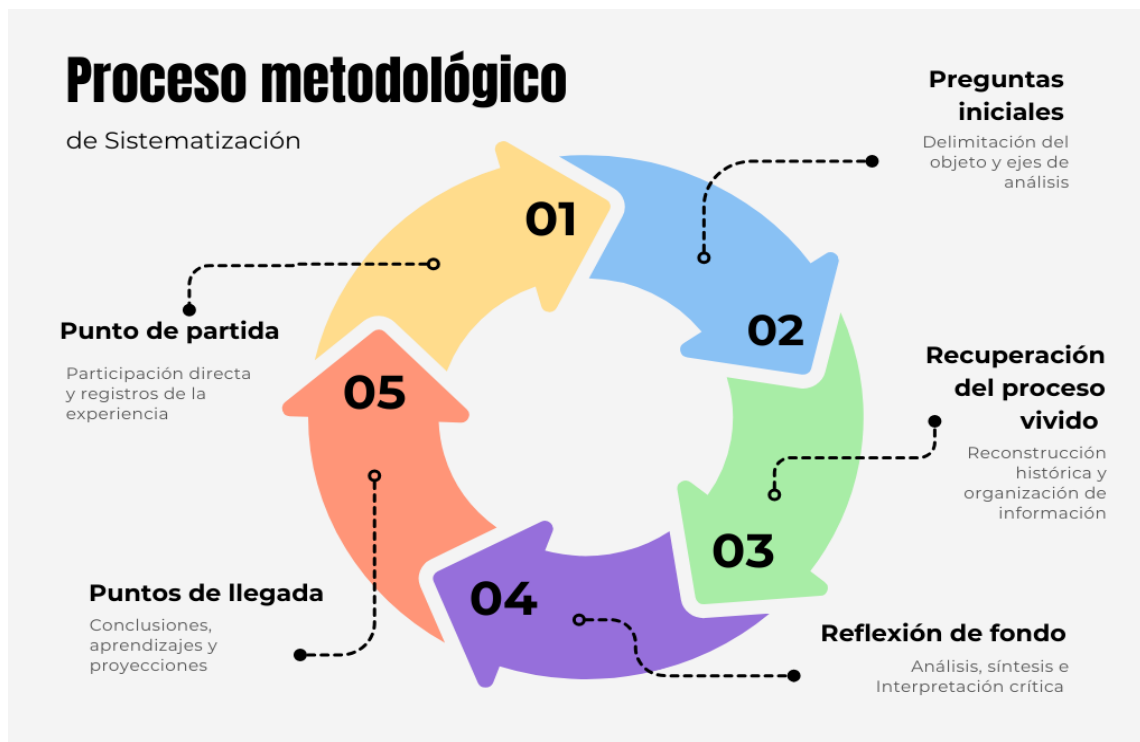 Proceso metodológico
de Sistematización
01
Punto de partida
Participación directa
y registros de la
experiencia
02
Preguntas
iniciales
Delimitación del
objeto y ejes de
análisis
03
Recuperación
del proceso
vivido
Reconstrucción
histórica y
organización de
información
04
Reflexión de fondo
Análisis, síntesis e
Interpretación crítica
05
Puntos de llegada
Conclusiones,
aprendizajes y
proyecciones